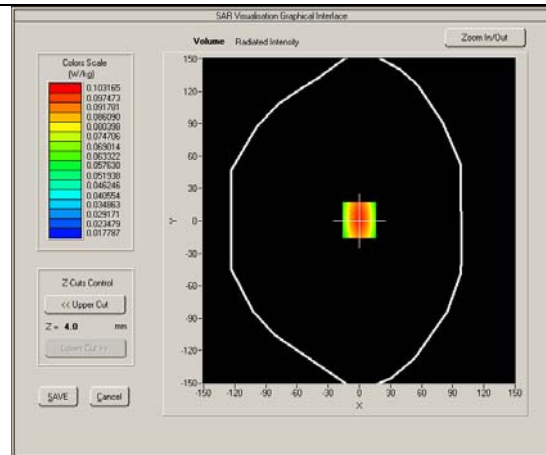 SAR Visualisation Graphical Interface
Volume Radiated Intensity
Zoom In/Out
Colors Scale
(W/kg)
0.103165
0.097473
0.091781
0.086090
0.080398
0.074706
0.069014
0.063322
0.057630
0.051938
0.046246
0.040554
0.034863
0.029171
0.023479
0.017787
Z Cuts Control
<< Upper Cut
Z = 4.0 mm
Lower Cut >>
SAVE
Cancel
Y
150
120
90
60
30
0
-30
-60
-90
-120
-150
-150 -120 -90 -60 -30 0 30 60 90 120 150
X